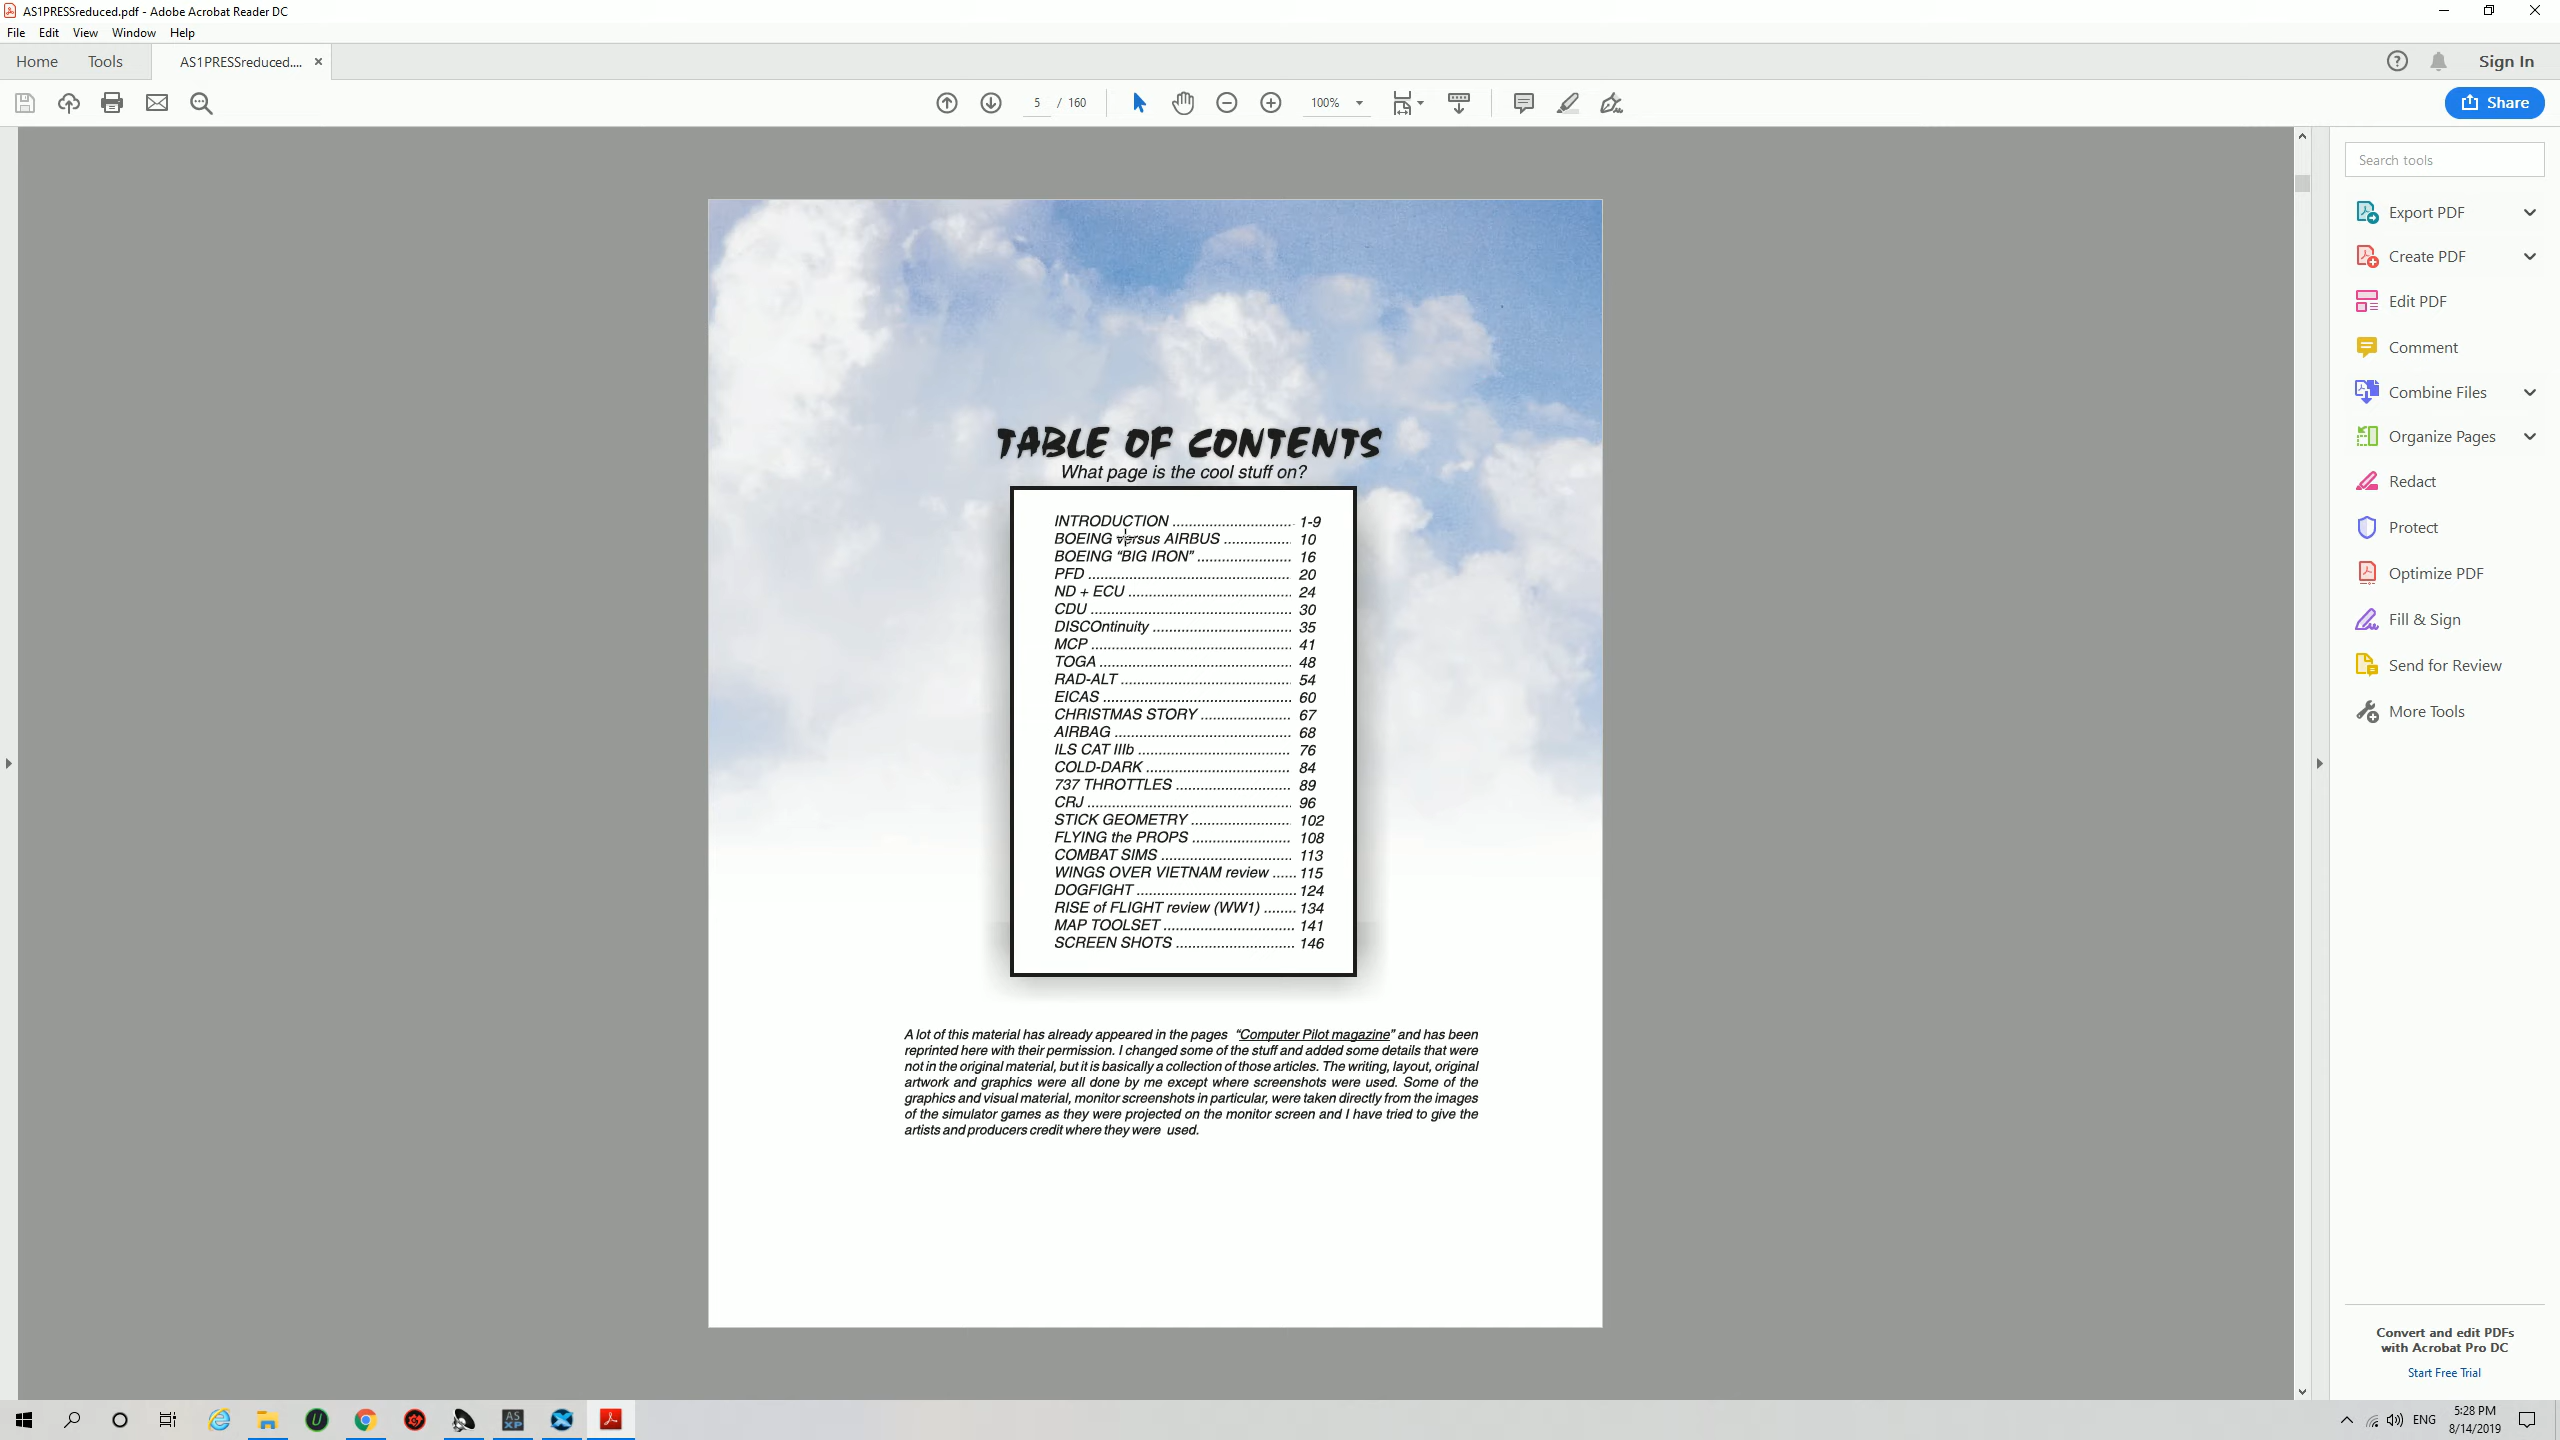 AS1PRESSreduced.pdf - Adobe Acrobat Reader DC
File Edit View Window Help
Home Tools AS1PRESSreduced.... × Sign In
5 / 160 100% Share
Search tools
Export PDF
Create PDF
Edit PDF
Comment
Combine Files
Organize Pages
Redact
Protect
Optimize PDF
Fill & Sign
Send for Review
More Tools
TABLE OF CONTENTS
What page is the cool stuff on?
INTRODUCTION ............................. 1-9
BOEING versus AIRBUS ................ 10
BOEING “BIG IRON” ....................... 16
PFD ................................................. 20
ND + ECU ....................................... 24
CDU ................................................ 30
DISCOntinuity ................................. 35
MCP ................................................ 41
TOGA .............................................. 48
RAD-ALT ......................................... 54
EICAS ............................................. 60
CHRISTMAS STORY ...................... 67
AIRBAG .......................................... 68
ILS CAT IIIb ..................................... 76
COLD-DARK ................................... 84
737 THROTTLES ............................ 89
CRJ ................................................. 96
STICK GEOMETRY ........................ 102
FLYING the PROPS ........................ 108
COMBAT SIMS ............................... 113
WINGS OVER VIETNAM review ...... 115
DOGFIGHT ...................................... 124
RISE of FLIGHT review (WW1) ........ 134
MAP TOOLSET ................................ 141
SCREEN SHOTS ............................. 146
A lot of this material has already appeared in the pages “Computer Pilot magazine” and has been
reprinted here with their permission. I changed some of the stuff and added some details that were
not in the original material, but it is basically a collection of those articles. The writing, layout, original
artwork and graphics were all done by me except where screenshots were used. Some of the
graphics and visual material, monitor screenshots in particular, were taken directly from the images
of the simulator games as they were projected on the monitor screen and I have tried to give the
artists and producers credit where they were used.
Convert and edit PDFs
with Acrobat Pro DC
Start Free Trial
AS
XP
ENG
5:28 PM
8/14/2019